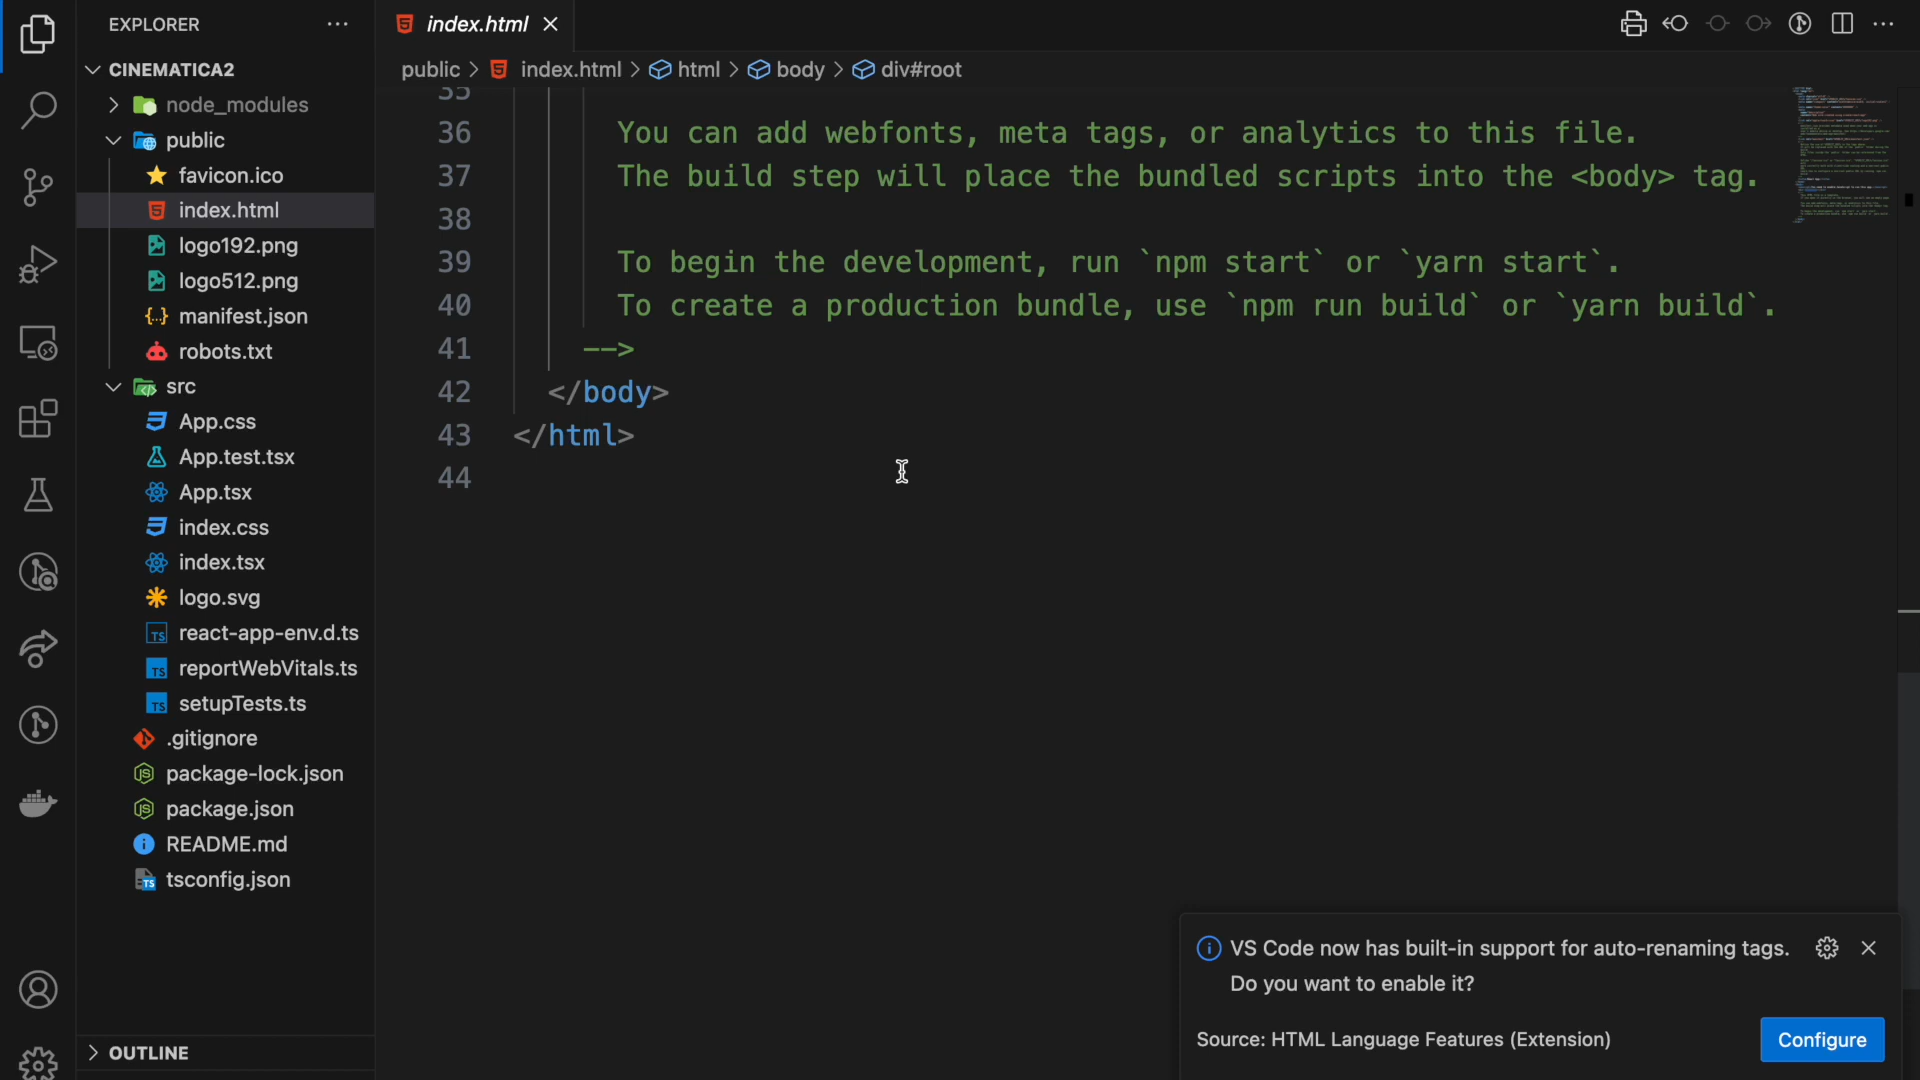 EXPLORER
index.html
CINEMATICA2
public > index.html > html > body > div#root
node_modules
public
favicon.ico
index.html
logo192.png
logo512.png
manifest.json
robots.txt
src
App.css
App.test.tsx
App.tsx
index.css
index.tsx
logo.svg
react-app-env.d.ts
reportWebVitals.ts
setupTests.ts
.gitignore
package-lock.json
package.json
README.md
tsconfig.json
OUTLINE
35
36 You can add webfonts, meta tags, or analytics to this file.
37 The build step will place the bundled scripts into the <body> tag.
38
39 To begin the development, run `npm start` or `yarn start`.
40 To create a production bundle, use `npm run build` or `yarn build`.
41 -->
42 </body>
43 </html>
44
VS Code now has built-in support for auto-renaming tags.
Do you want to enable it?
Source: HTML Language Features (Extension)
Configure